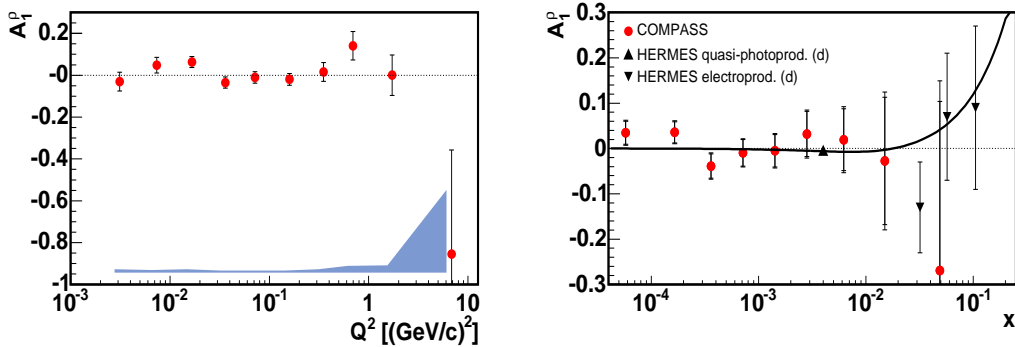 A₁^ρ
0.2
-0
-0.2
-0.4
-0.6
-0.8
-1
10⁻³ 10⁻² 10⁻¹ 1 10
Q² [(GeV/c)²]
A₁^ρ
0.3
0.2
0.1
0
-0.1
-0.2
-0.3
COMPASS
HERMES quasi-photoprod. (d)
HERMES electroprod. (d)
10⁻⁴ 10⁻³ 10⁻² 10⁻¹
x